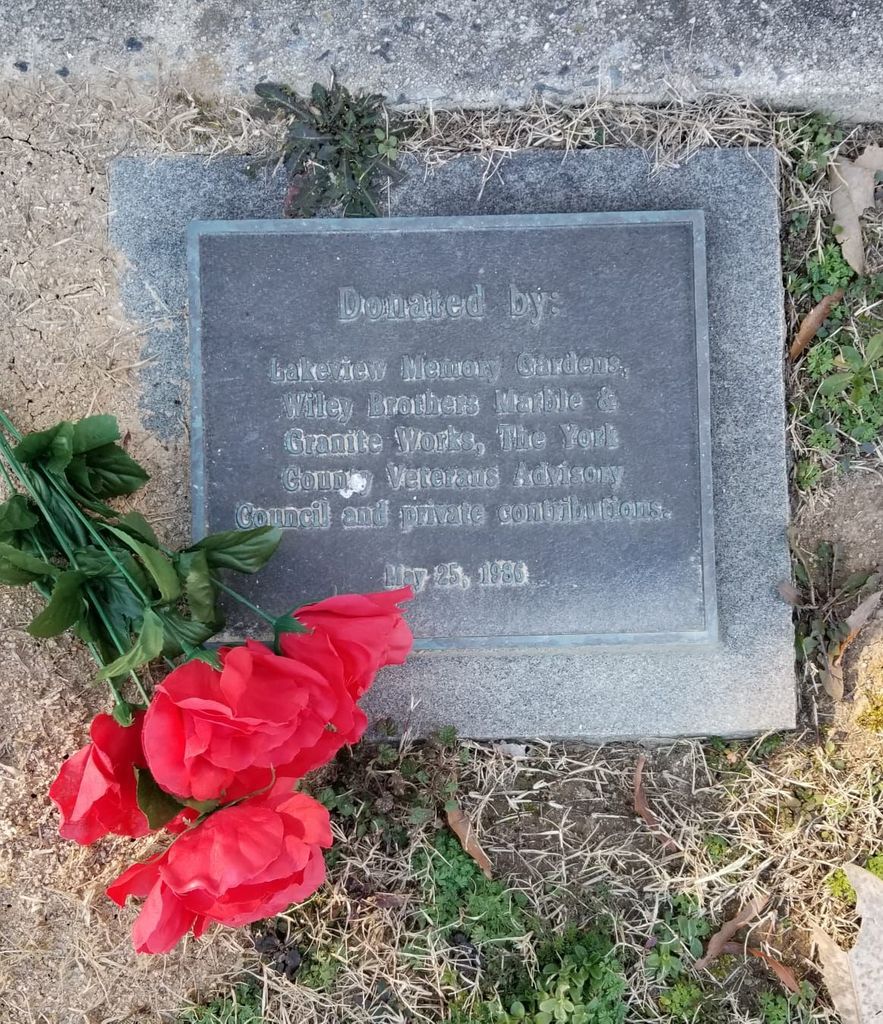 Donated by:
Lakeview Memory Gardens,
Wiley Brothers Marble &
Granite Works, The York
County Veterans Advisory
Council and private contributions.
May 25, 1986